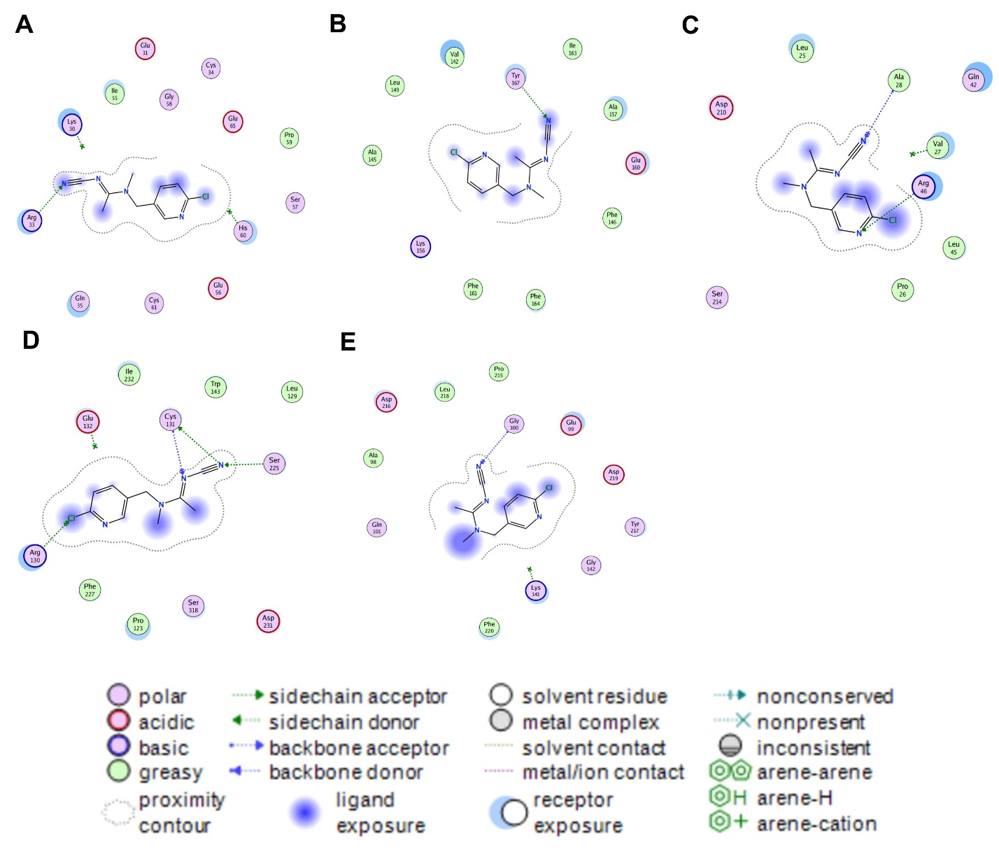 A
Glu
31
Cys
34
Ile
55
Gly
58
Lys
30
Glu
65
Pro
59
N
N
N
N
Cl
Ser
57
Arg
33
His
60
Gln
35
Cys
61
Glu
56
B
Val
142
Ile
163
Leu
149
Tyr
167
Ala
157
N
Ala
145
Cl
N
N
N
Glu
160
Phe
146
Lys
156
Phe
161
Phe
164
C
Leu
25
Ala
28
Gln
42
Asp
210
N
Val
27
N
N
Arg
46
Cl
N
Leu
45
Ser
214
Pro
26
D
Ile
232
Trp
143
Leu
129
Glu
132
Cys
131
Ser
225
N
N
N
Cl
N
Arg
130
Phe
227
Ser
318
Pro
123
Asp
231
E
Pro
215
Leu
218
Asp
216
Gly
100
Glu
99
Ala
98
N
Asp
219
Cl
N
N
N
Gln
101
Tyr
217
Gly
142
Lys
141
Phe
220
polar
sidechain acceptor
solvent residue
nonconserved
acidic
sidechain donor
metal complex
nonpresent
basic
backbone acceptor
solvent contact
inconsistent
greasy
backbone donor
metal/ion contact
arene-arene
proximity
contour
ligand
exposure
receptor
exposure
H arene-H
+ arene-cation